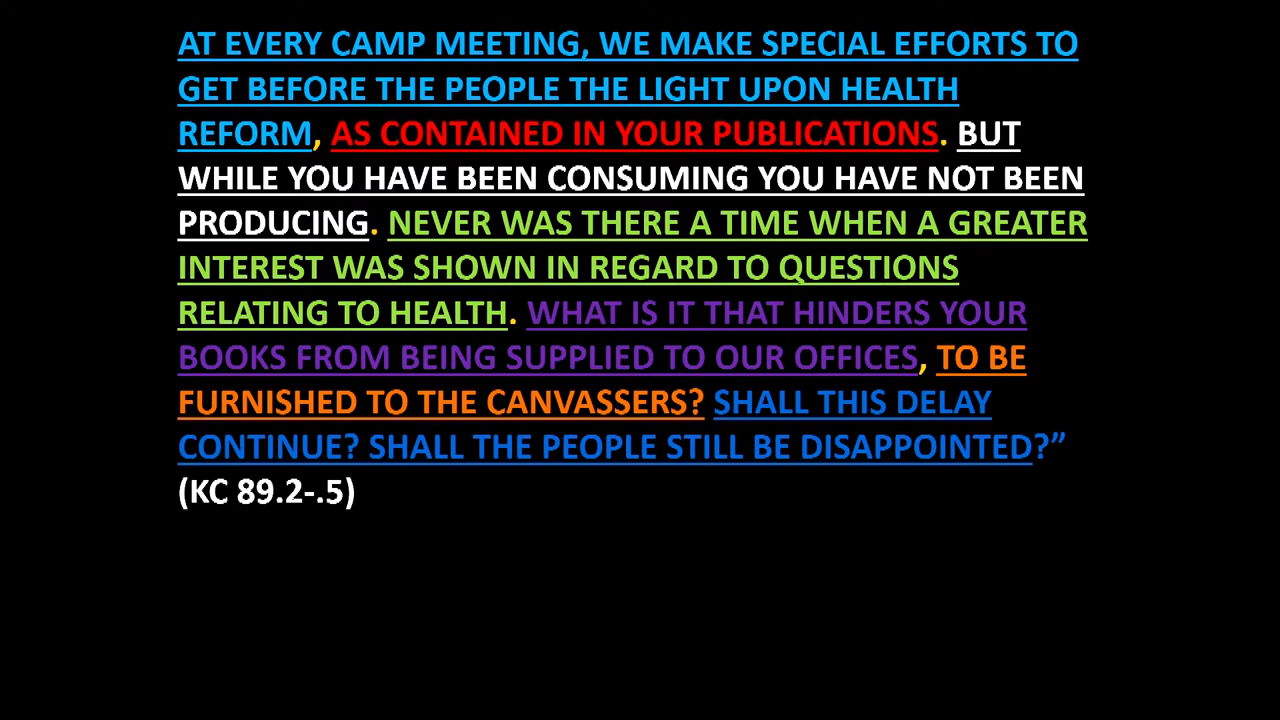 AT EVERY CAMP MEETING, WE MAKE SPECIAL EFFORTS TO
GET BEFORE THE PEOPLE THE LIGHT UPON HEALTH
REFORM, AS CONTAINED IN YOUR PUBLICATIONS. BUT
WHILE YOU HAVE BEEN CONSUMING YOU HAVE NOT BEEN
PRODUCING. NEVER WAS THERE A TIME WHEN A GREATER
INTEREST WAS SHOWN IN REGARD TO QUESTIONS
RELATING TO HEALTH. WHAT IS IT THAT HINDERS YOUR
BOOKS FROM BEING SUPPLIED TO OUR OFFICES, TO BE
FURNISHED TO THE CANVASSERS? SHALL THIS DELAY
CONTINUE? SHALL THE PEOPLE STILL BE DISAPPOINTED?”
(KC 89.2-.5)